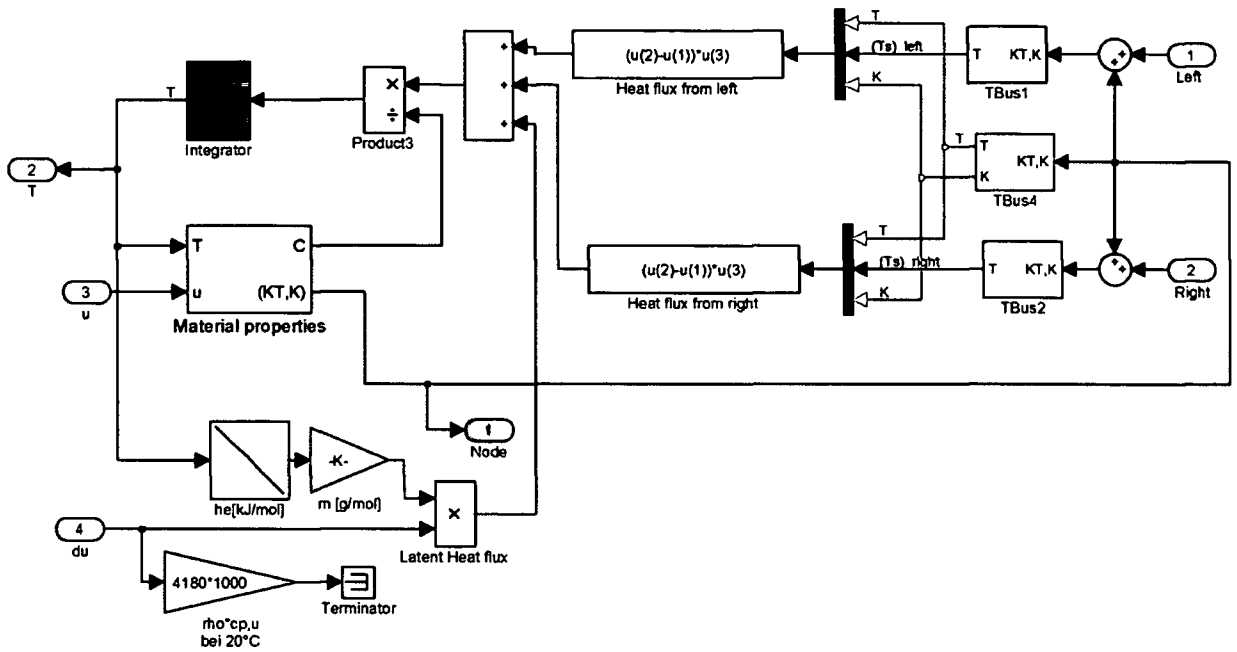 T
Integrator
2
T
×
÷
Product3
+
+
+
(u(2)-u(1))*u(3)
Heat flux from left
T
(Ts) left
K
T KT,K
TBus1
+
+
1
Left
T
K
T KT,K
K
TBus4
T C
u (KT,K)
Material properties
3
u
(u(2)-u(1))*u(3)
Heat flux from right
T
(Ts) right
K
T KT,K
TBus2
+
+
2
Right
Node
he[kJ/mol]
-K-
m [g/mol]
×
Latent Heat flux
4
du
4180*1000
rho*cp,u
bei 20°C
Terminator